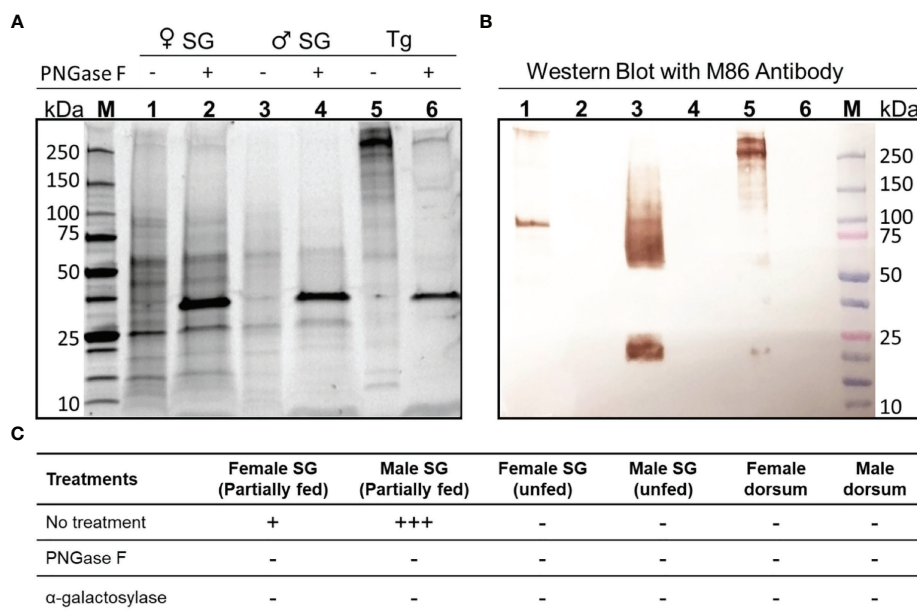 A
♀ SG ♂ SG Tg
PNGase F - + - + - +
kDa M 1 2 3 4 5 6
250
150
100
75
50
25
10
B
Western Blot with M86 Antibody
1 2 3 4 5 6 M kDa
250
150
100
75
50
25
10
C
Treatments Female SG (Partially fed) Male SG (Partially fed) Female SG (unfed) Male SG (unfed) Female dorsum Male dorsum
No treatment + +++ - - - -
PNGase F - - - - - -
α-galactosylase - - - - - -